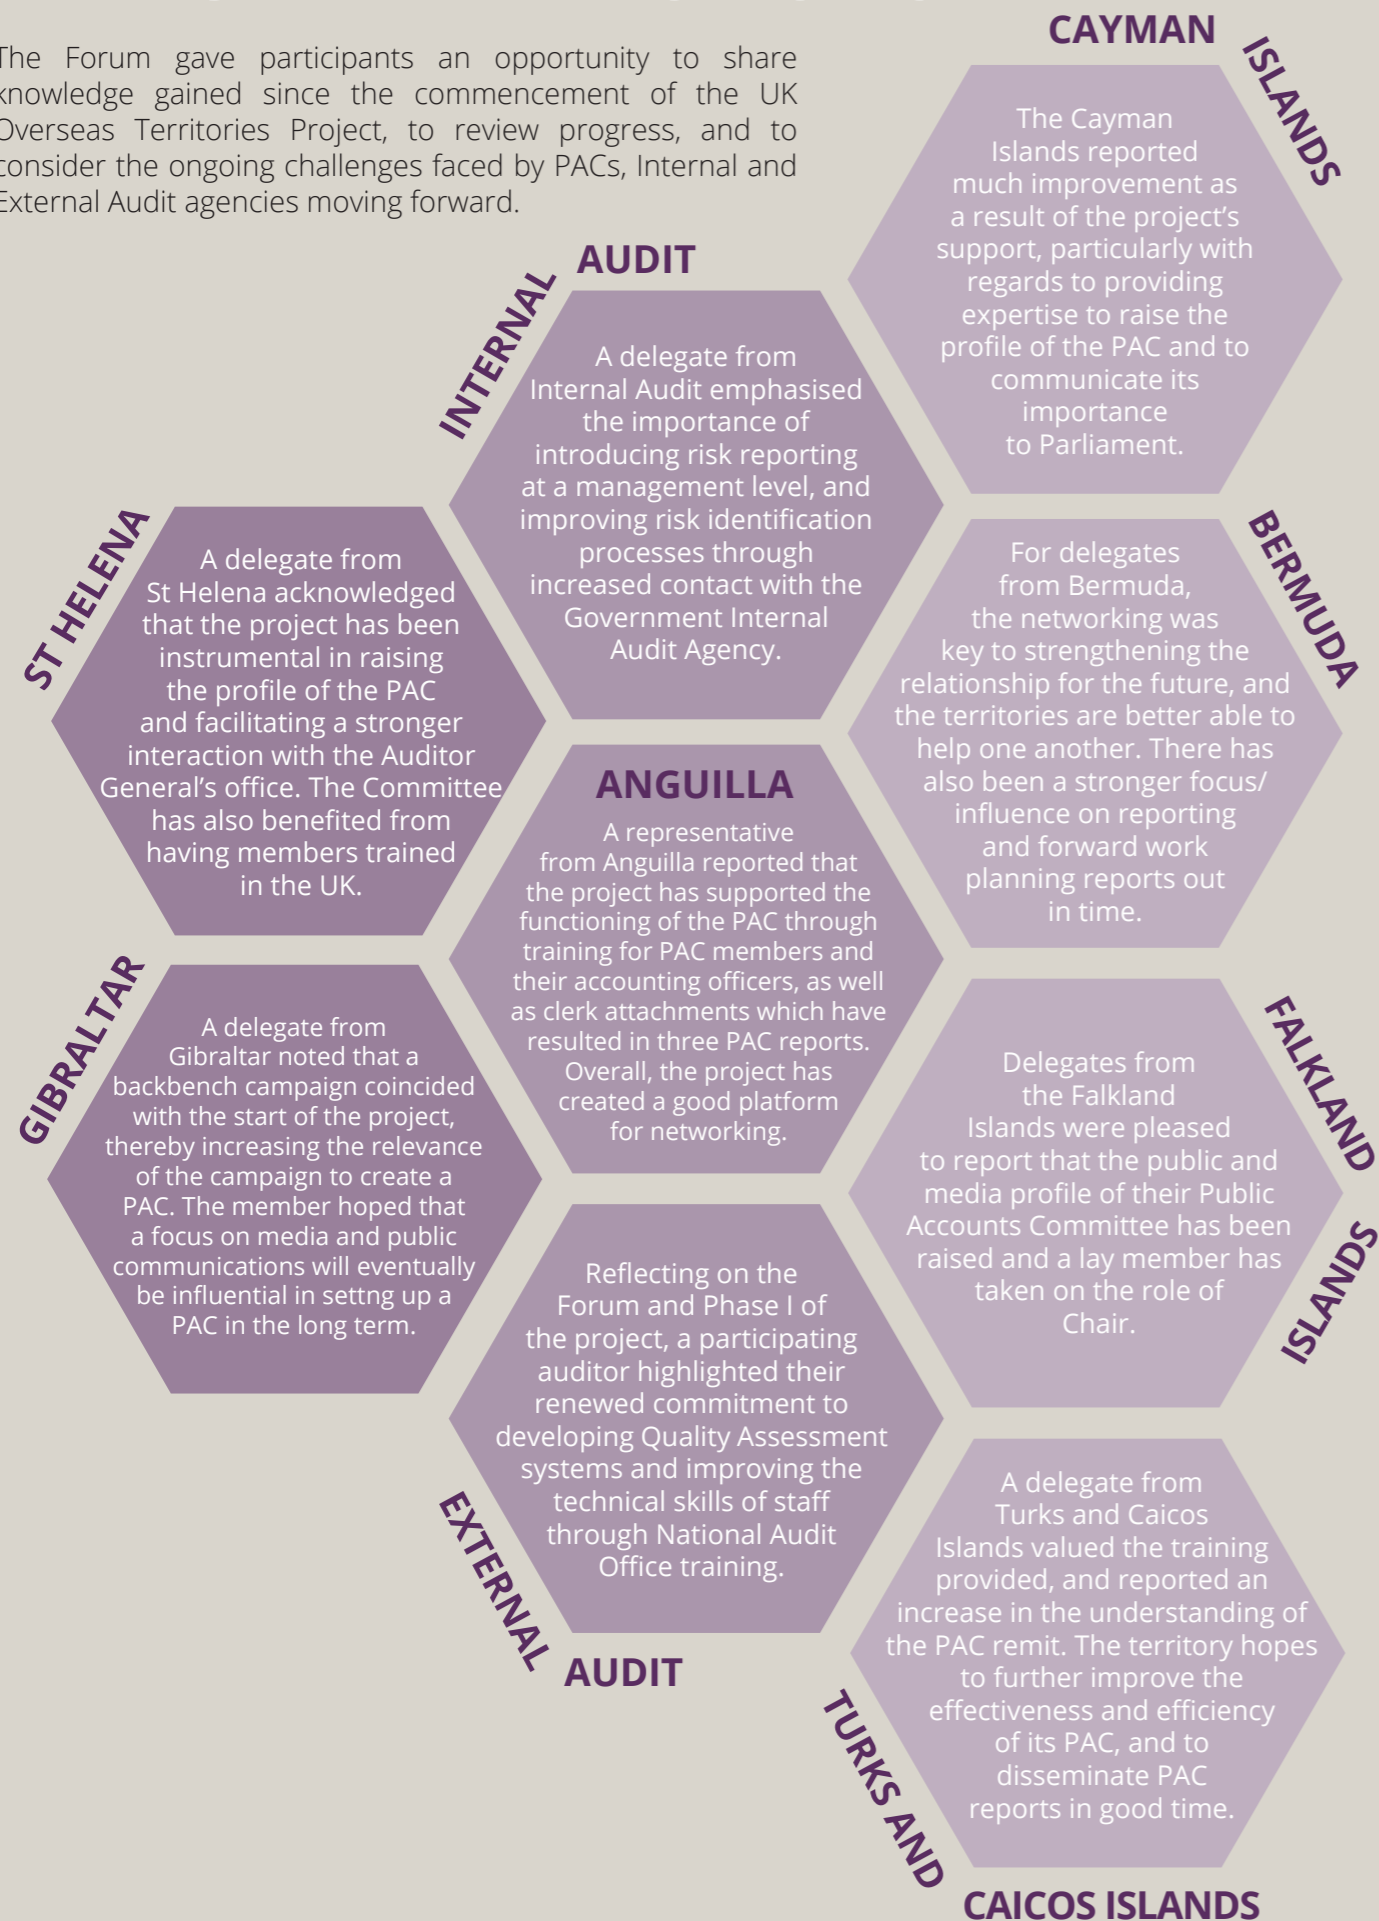 The Forum gave participants an opportunity to share
knowledge gained since the commencement of the UK
Overseas Territories Project, to review progress, and to
consider the ongoing challenges faced by PACs, Internal and
External Audit agencies moving forward.
CAYMAN
ISLANDS
The Cayman
Islands reported
much improvement as
a result of the project's
support, particularly with
regards to providing
expertise to raise the
profile of the PAC and to
communicate its
importance
to Parliament.
INTERNAL
AUDIT
A delegate from
Internal Audit emphasised
the importance of
introducing risk reporting
at a management level, and
improving risk identification
processes through
increased contact with the
Government Internal
Audit Agency.
ST HELENA
A delegate from
St Helena acknowledged
that the project has been
instrumental in raising
the profile of the PAC
and facilitating a stronger
interaction with the Auditor
General's office. The Committee
has also benefited from
having members trained
in the UK.
BERMUDA
For delegates
from Bermuda,
the networking was
key to strengthening the
relationship for the future, and
the territories are better able to
help one another. There has
also been a stronger focus/
influence on reporting
and forward work
planning reports out
in time.
ANGUILLA
A representative
from Anguilla reported that
the project has supported the
functioning of the PAC through
training for PAC members and
their accounting officers, as well
as clerk attachments which have
resulted in three PAC reports.
Overall, the project has
created a good platform
for networking.
GIBRALTAR
A delegate from
Gibraltar noted that a
backbench campaign coincided
with the start of the project,
thereby increasing the relevance
of the campaign to create a
PAC. The member hoped that
a focus on media and public
communications will eventually
be influential in settng up a
PAC in the long term.
FALKLAND
ISLANDS
Delegates from
the Falkland
Islands were pleased
to report that the public and
media profile of their Public
Accounts Committee has been
raised and a lay member has
taken on the role of
Chair.
Reflecting on the
Forum and Phase I of
the project, a participating
auditor highlighted their
renewed commitment to
developing Quality Assessment
systems and improving the
technical skills of staff
through National Audit
Office training.
EXTERNAL
AUDIT
A delegate from
Turks and Caicos
Islands valued the training
provided, and reported an
increase in the understanding of
the PAC remit. The territory hopes
to further improve the
effectiveness and efficiency
of its PAC, and to
disseminate PAC
reports in good time.
TURKS AND
CAICOS ISLANDS